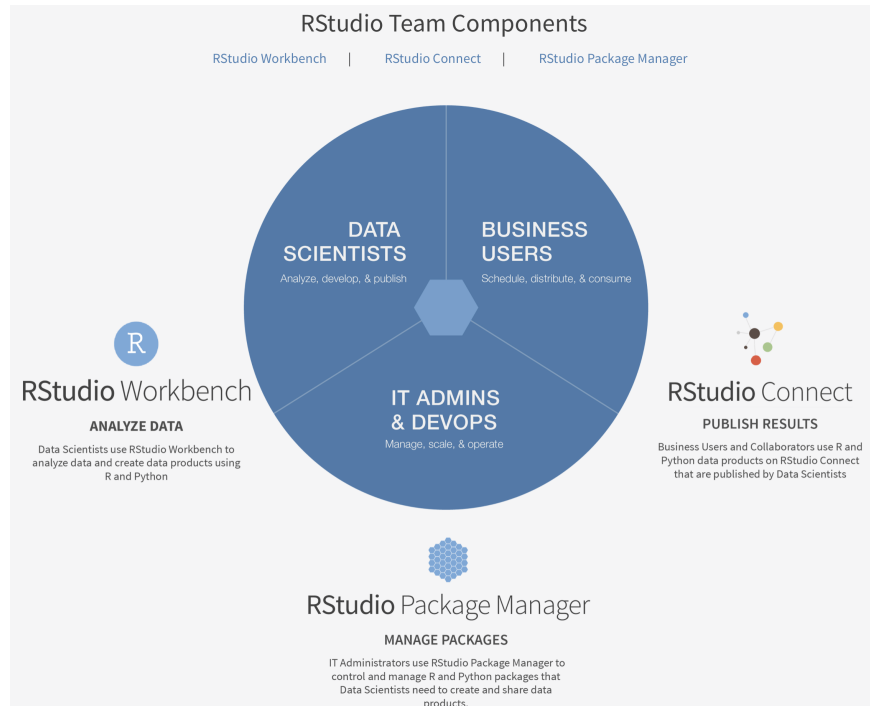 RStudio Team Components
RStudio Workbench | RStudio Connect | RStudio Package Manager
DATA
SCIENTISTS
Analyze, develop, & publish
BUSINESS
USERS
Schedule, distribute, & consume
IT ADMINS
& DEVOPS
Manage, scale, & operate
R
RStudio Workbench
ANALYZE DATA
Data Scientists use RStudio Workbench to
analyze data and create data products using
R and Python
RStudio Connect
PUBLISH RESULTS
Business Users and Collaborators use R and
Python data products on RStudio Connect
that are published by Data Scientists
RStudio Package Manager
MANAGE PACKAGES
IT Administrators use RStudio Package Manager to
control and manage R and Python packages that
Data Scientists need to create and share data
products.